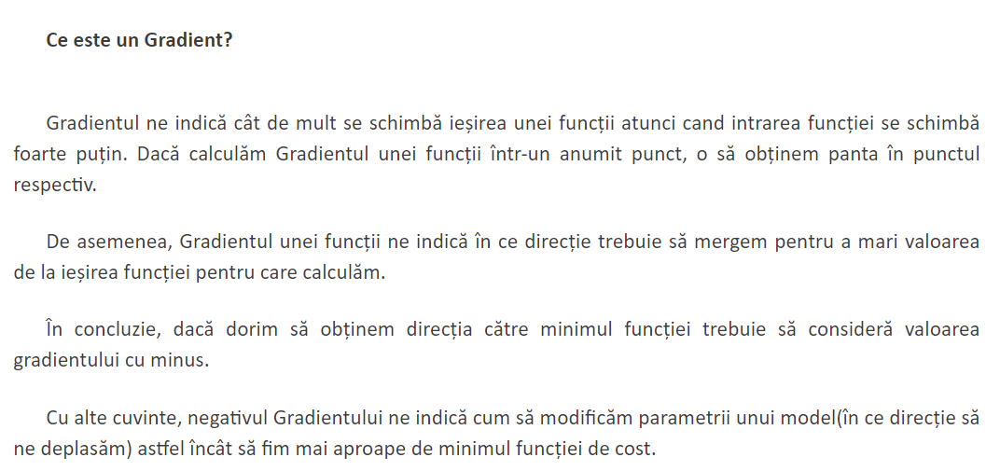 Ce este un Gradient?
Gradientul ne indică cât de mult se schimbă ieșirea unei funcții atunci cand intrarea funcției se schimbă
foarte puțin. Dacă calculăm Gradientul unei funcții într-un anumit punct, o să obținem panta în punctul
respectiv.
De asemenea, Gradientul unei funcții ne indică în ce direcție trebuie să mergem pentru a mari valoarea
de la ieșirea funcției pentru care calculăm.
În concluzie, dacă dorim să obținem direcția către minimul funcției trebuie să consideră valoarea
gradientului cu minus.
Cu alte cuvinte, negativul Gradientului ne indică cum să modificăm parametrii unui model(în ce direcție să
ne deplasăm) astfel încât să fim mai aproape de minimul funcției de cost.